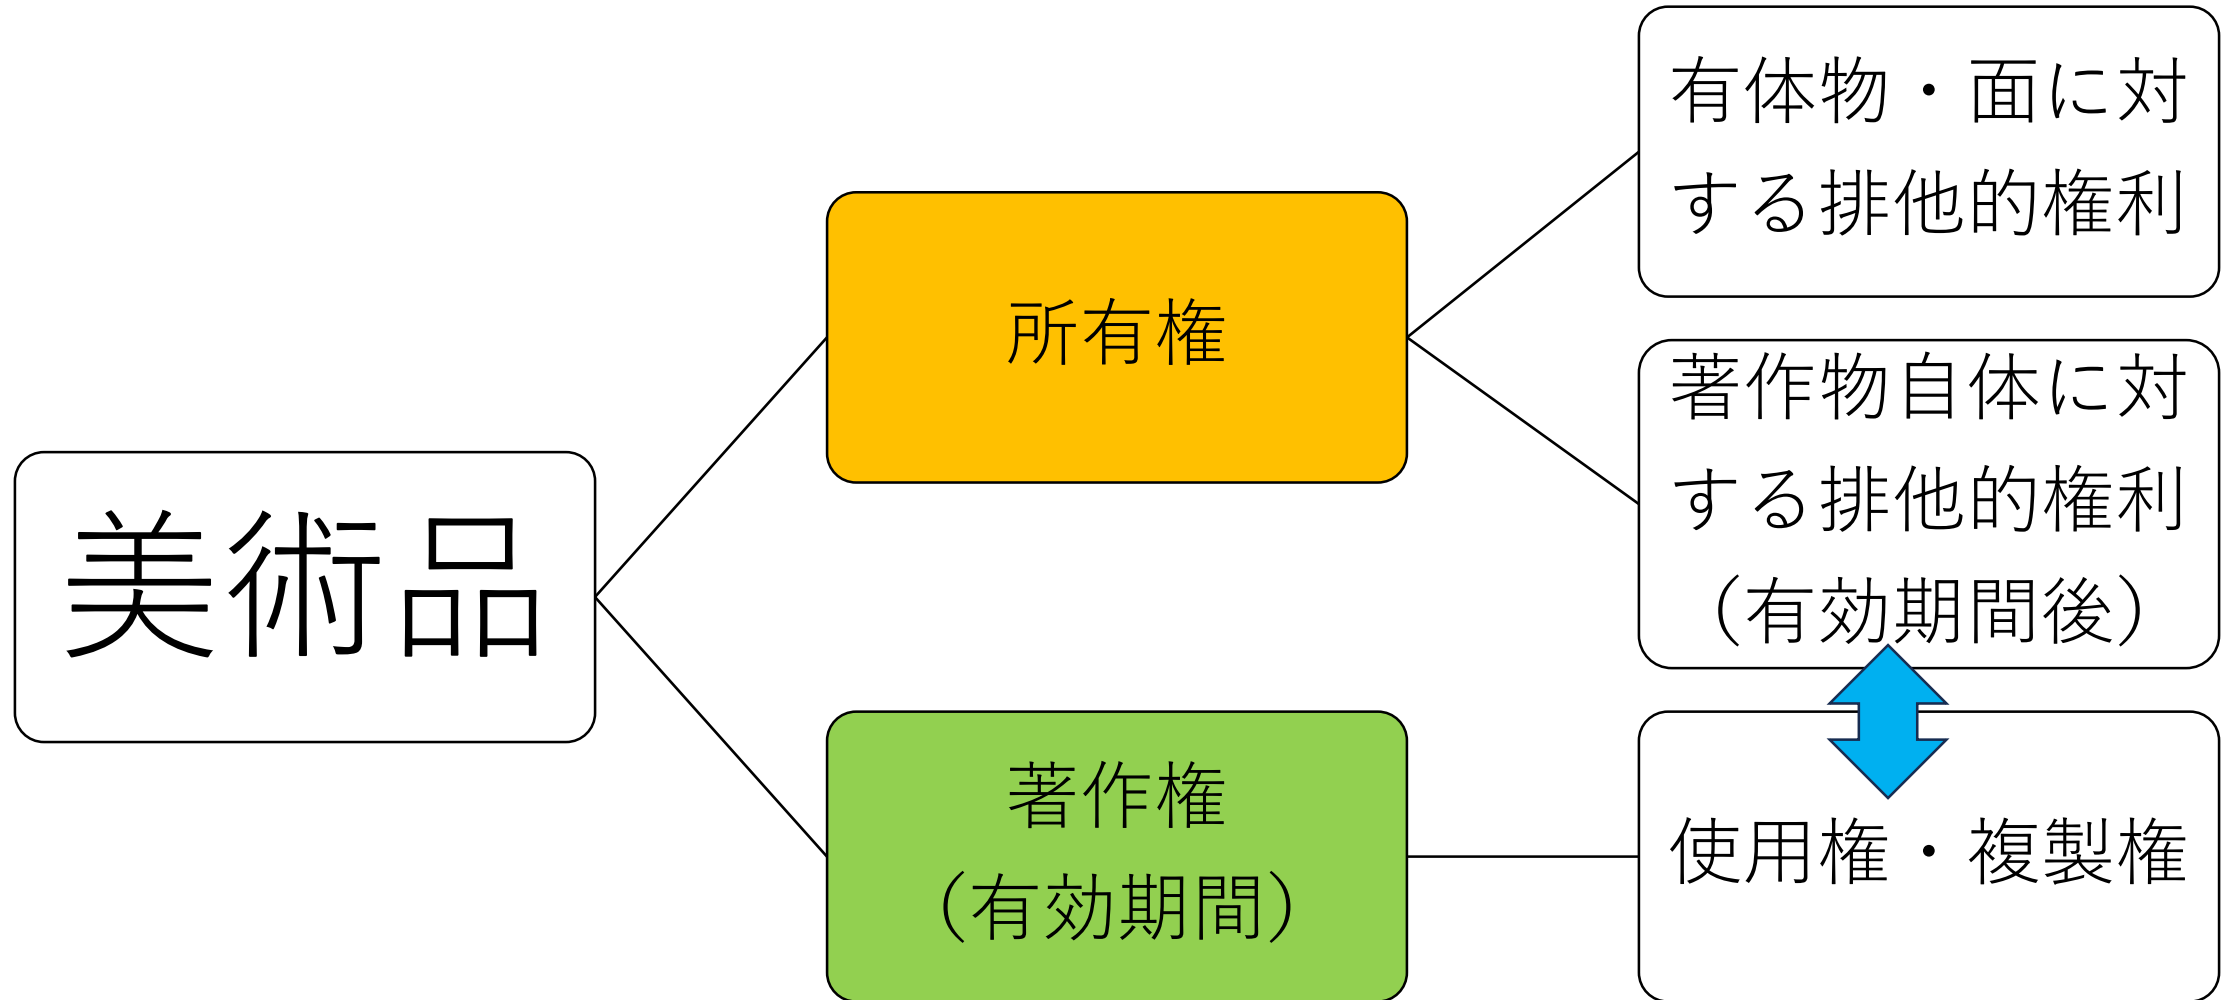 美術品
所有権
有体物・面に対
する排他的権利
著作物自体に対
する排他的権利
（有効期間後）
著作権
（有効期間）
使用権・複製権